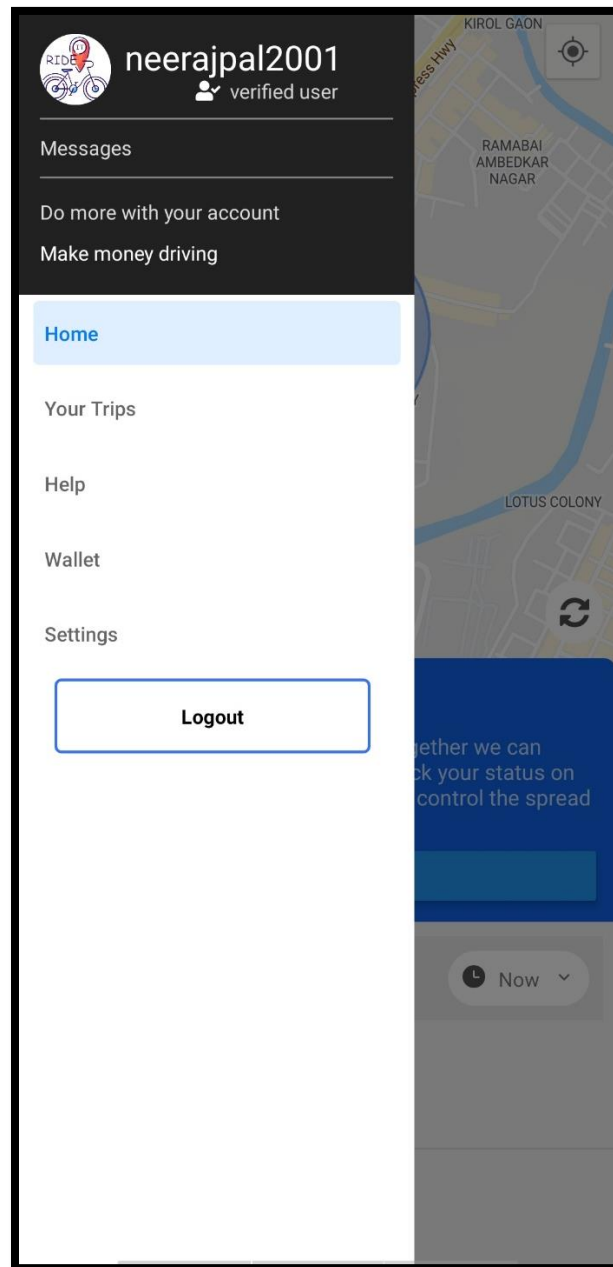 RIDE
neerajpal2001
verified user
Messages
Do more with your account
Make money driving
Home
Your Trips
Help
Wallet
Settings
Logout
KIROL GAON
ress Hwy
RAMABAI
AMBEDKAR
NAGAR
LOTUS COLONY
gether we can
ck your status on
control the spread
Now